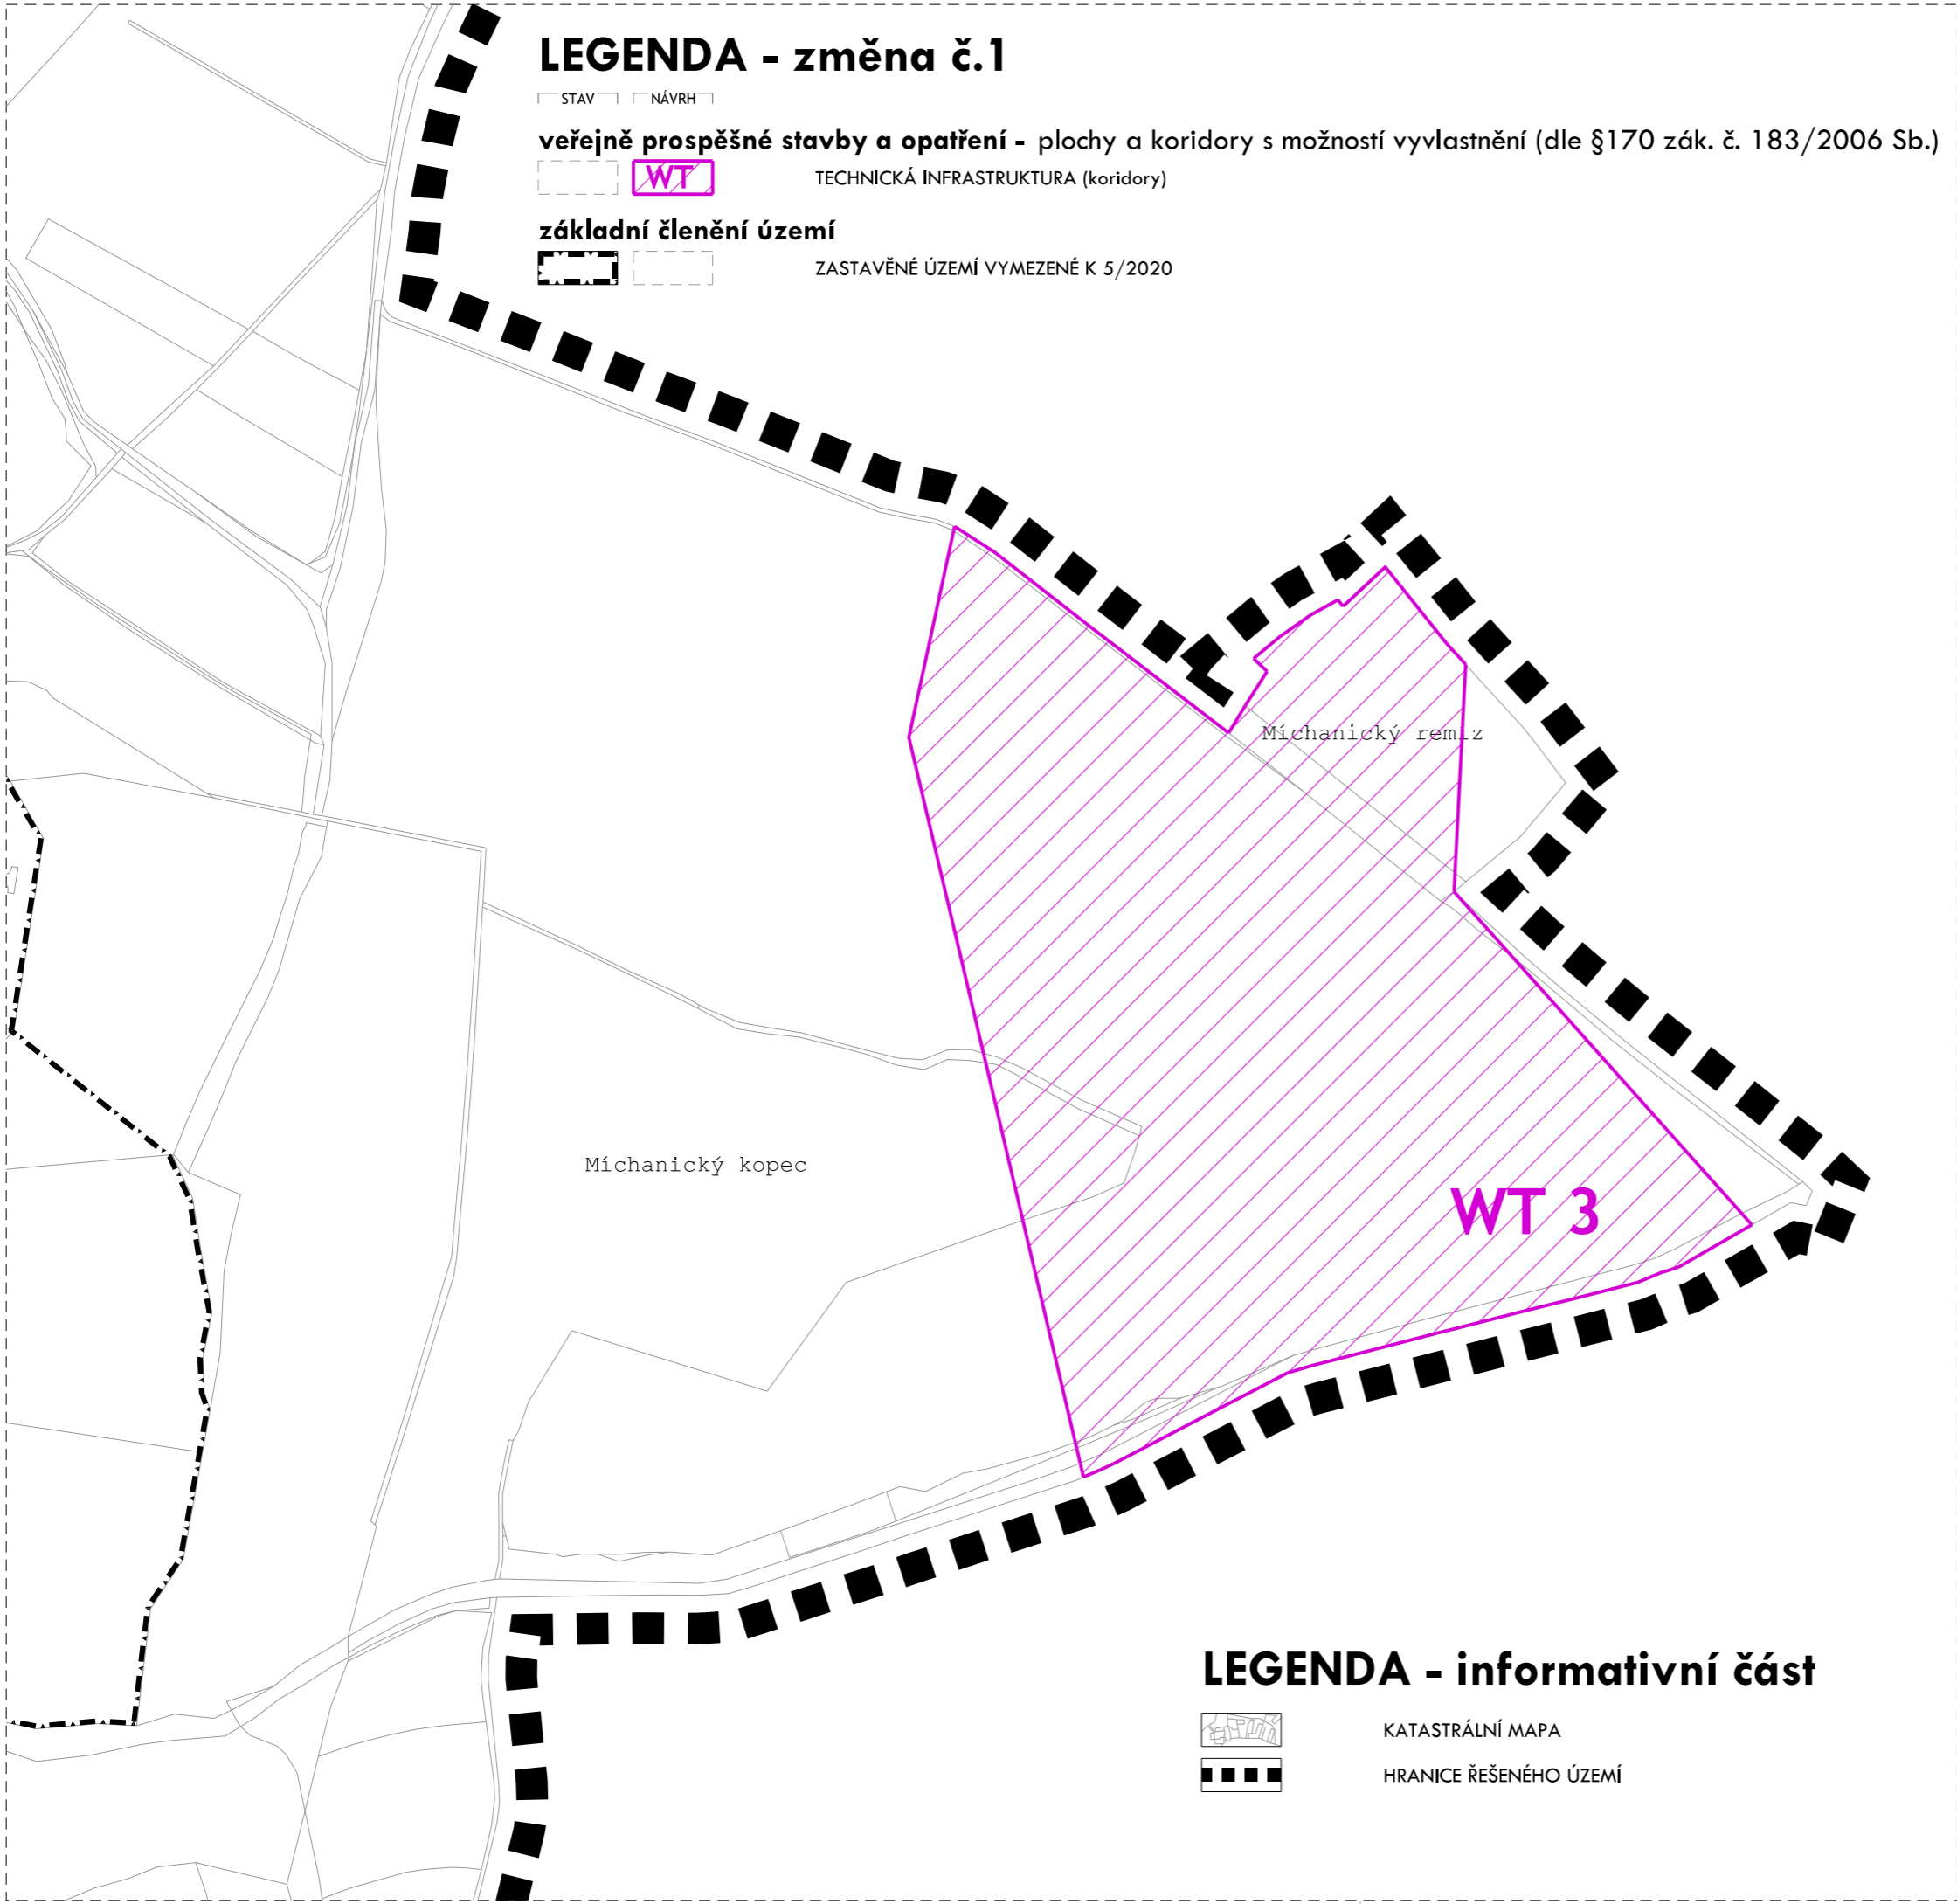 LEGENDA - změna č.1
STAV NÁVRH
veřejně prospěšné stavby a opatření - plochy a koridory s možností vyvlastnění (dle §170 zák. č. 183/2006 Sb.)
WT TECHNICKÁ INFRASTRUKTURA (koridory)
základní členění území
ZASTAVĚNÉ ÚZEMÍ VYMEZENÉ K 5/2020
Míchanický remiz
Míchanický kopec
WT 3
LEGENDA - informativní část
KATASTRÁLNÍ MAPA
HRANICE ŘEŠENÉHO ÚZEMÍ